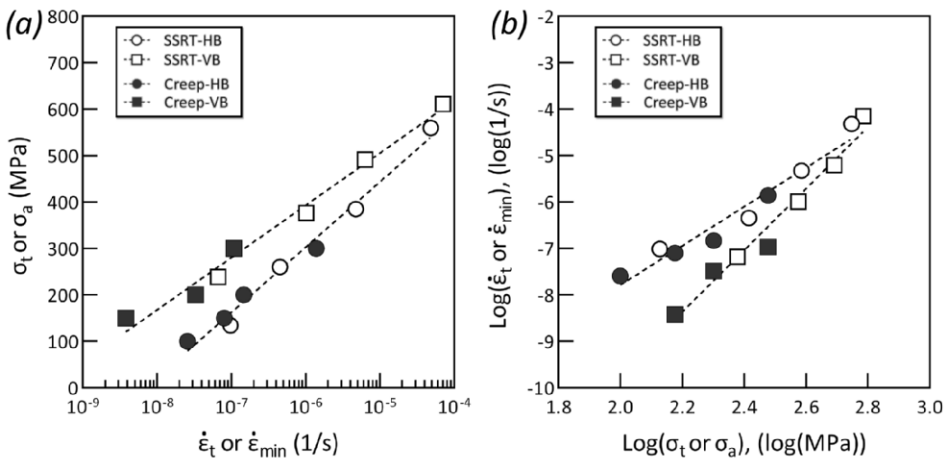 (a)
800
700
600
500
400
300
200
100
0
σt or σa (MPa)
SSRT-HB
SSRT-VB
Creep-HB
Creep-VB
10⁻⁹ 10⁻⁸ 10⁻⁷ 10⁻⁶ 10⁻⁵ 10⁻⁴
ε̇t or ε̇min (1/s)
(b)
-2
-3
-4
-5
-6
-7
-8
-9
-10
Log(ε̇t or ε̇min), (log(1/s))
SSRT-HB
SSRT-VB
Creep-HB
Creep-VB
1.8 2.0 2.2 2.4 2.6 2.8 3.0
Log(σt or σa), (log(MPa))